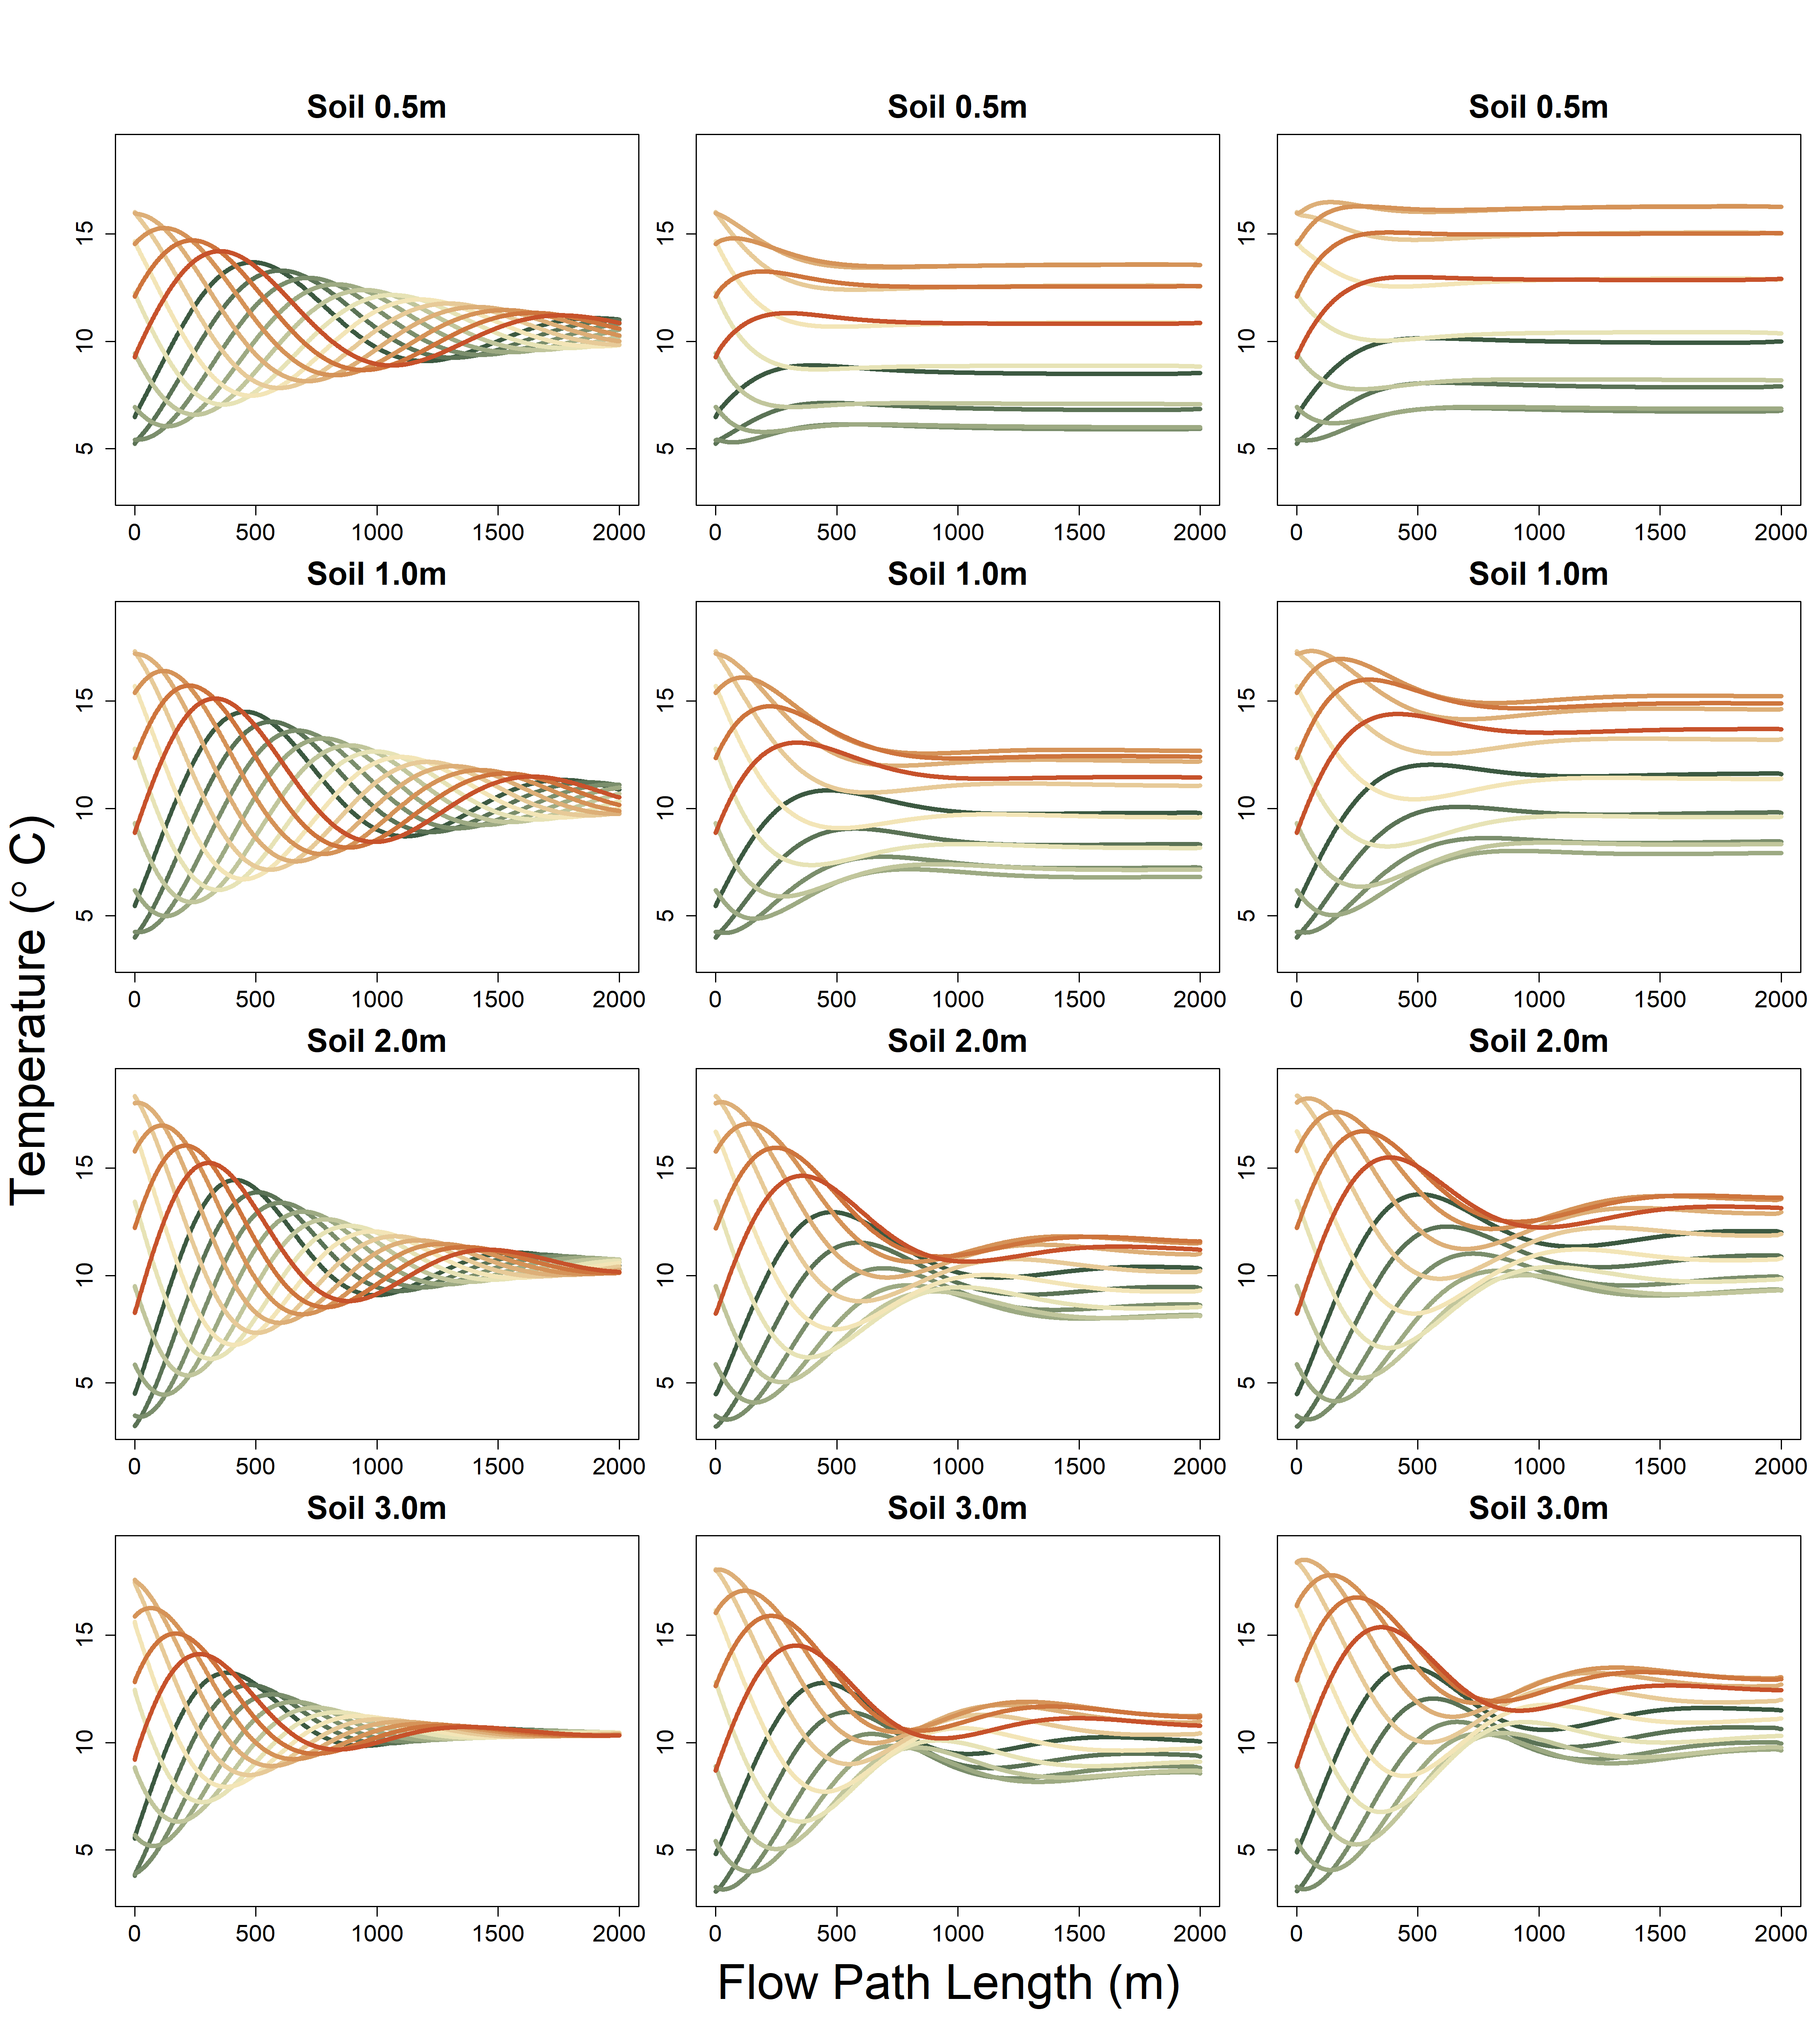 Soil 0.5m Soil 0.5m Soil 0.5m
15 15 15
10 10 10
5 5 5
0 500 1000 1500 2000 0 500 1000 1500 2000 0 500 1000 1500 2000
Soil 1.0m Soil 1.0m Soil 1.0m
15 15 15
10 10 10
5 5 5
0 500 1000 1500 2000 0 500 1000 1500 2000 0 500 1000 1500 2000
Temperature (° C)
Soil 2.0m Soil 2.0m Soil 2.0m
15 15 15
10 10 10
5 5 5
0 500 1000 1500 2000 0 500 1000 1500 2000 0 500 1000 1500 2000
Soil 3.0m Soil 3.0m Soil 3.0m
15 15 15
10 10 10
5 5 5
0 500 1000 1500 2000 0 500 1000 1500 2000 0 500 1000 1500 2000
Flow Path Length (m)